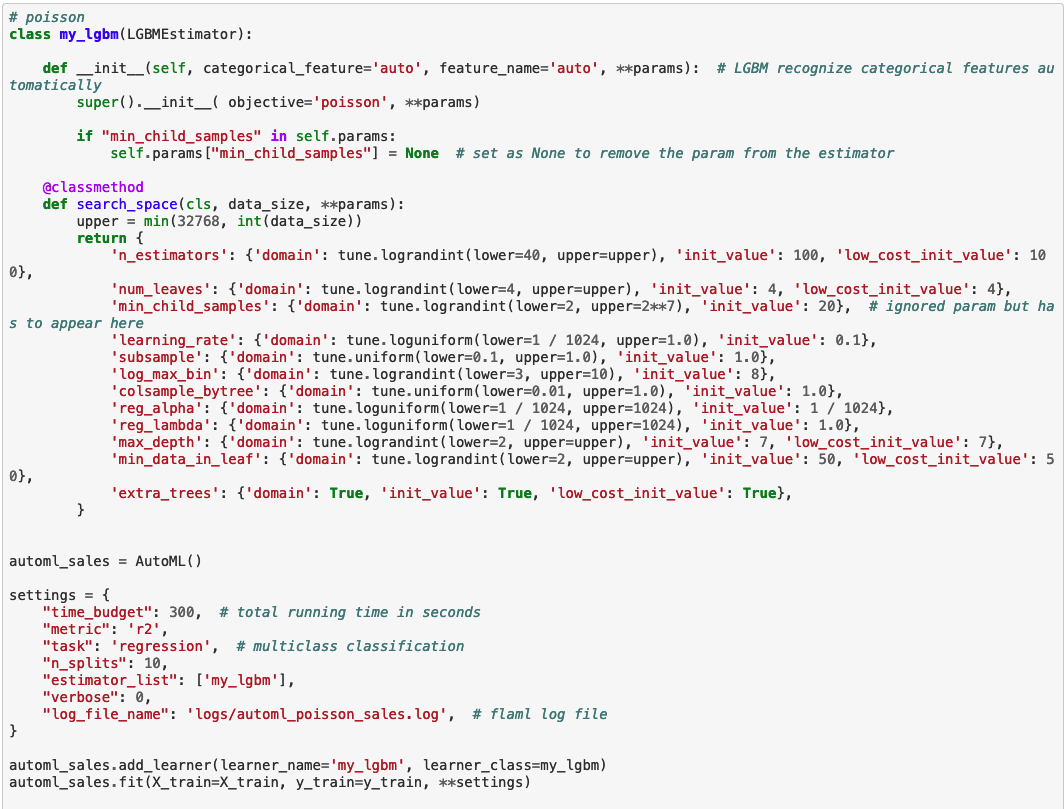 # poisson
class my_lgbm(LGBMEstimator):
    def __init__(self, categorical_feature='auto', feature_name='auto', **params):  # LGBM recognize categorical features au
tomatically
        super().__init__( objective='poisson', **params)
        if "min_child_samples" in self.params:
            self.params["min_child_samples"] = None  # set as None to remove the param from the estimator
    @classmethod
    def search_space(cls, data_size, **params):
        upper = min(32768, int(data_size))
        return {
            'n_estimators': {'domain': tune.lograndint(lower=40, upper=upper), 'init_value': 100, 'low_cost_init_value': 10
0},
            'num_leaves': {'domain': tune.lograndint(lower=4, upper=upper), 'init_value': 4, 'low_cost_init_value': 4},
            'min_child_samples': {'domain': tune.lograndint(lower=2, upper=2**7), 'init_value': 20},  # ignored param but ha
s to appear here
            'learning_rate': {'domain': tune.loguniform(lower=1 / 1024, upper=1.0), 'init_value': 0.1},
            'subsample': {'domain': tune.uniform(lower=0.1, upper=1.0), 'init_value': 1.0},
            'log_max_bin': {'domain': tune.lograndint(lower=3, upper=10), 'init_value': 8},
            'colsample_bytree': {'domain': tune.uniform(lower=0.01, upper=1.0), 'init_value': 1.0},
            'reg_alpha': {'domain': tune.loguniform(lower=1 / 1024, upper=1024), 'init_value': 1 / 1024},
            'reg_lambda': {'domain': tune.loguniform(lower=1 / 1024, upper=1024), 'init_value': 1.0},
            'max_depth': {'domain': tune.lograndint(lower=2, upper=upper), 'init_value': 7, 'low_cost_init_value': 7},
            'min_data_in_leaf': {'domain': tune.lograndint(lower=2, upper=upper), 'init_value': 50, 'low_cost_init_value': 5
0},
            'extra_trees': {'domain': True, 'init_value': True, 'low_cost_init_value': True},
        }
automl_sales = AutoML()
settings = {
    "time_budget": 300,  # total running time in seconds
    "metric": 'r2',
    "task": 'regression',  # multiclass classification
    "n_splits": 10,
    "estimator_list": ['my_lgbm'],
    "verbose": 0,
    "log_file_name": 'logs/automl_poisson_sales.log',  # flaml log file
}
automl_sales.add_learner(learner_name='my_lgbm', learner_class=my_lgbm)
automl_sales.fit(X_train=X_train, y_train=y_train, **settings)